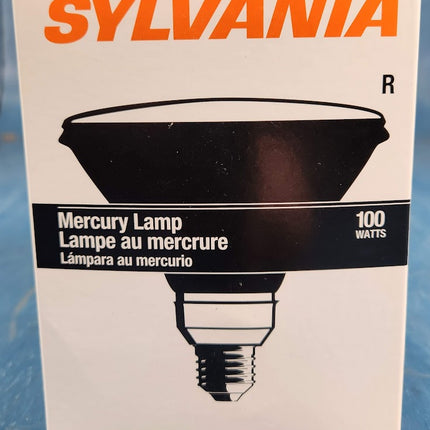 SYLVANIA
R
Mercury Lamp
Lampe au mercrure
Lámpara au mercurio
100
WATTS